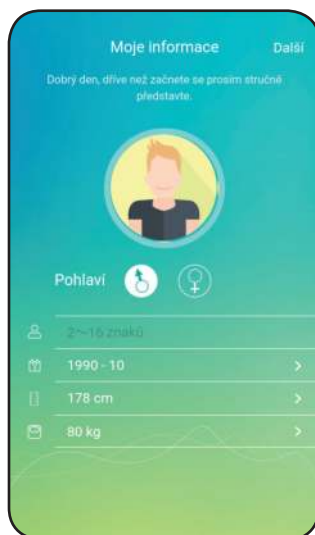 Moje informace Další
Dobrý den, dříve než začnete se prosím stručně
představte.
Pohlaví
2~16 znaků
1990 - 10
178 cm
80 kg